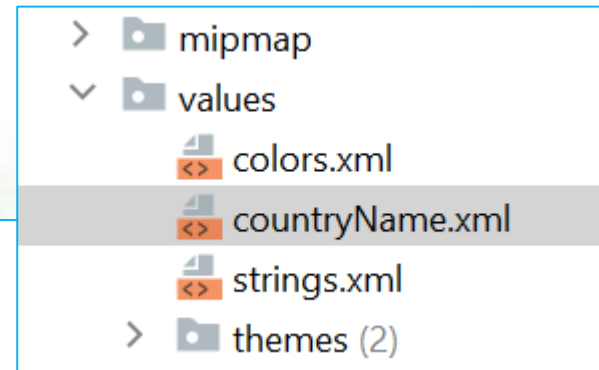 mipmap
values
colors.xml
countryName.xml
strings.xml
themes (2)